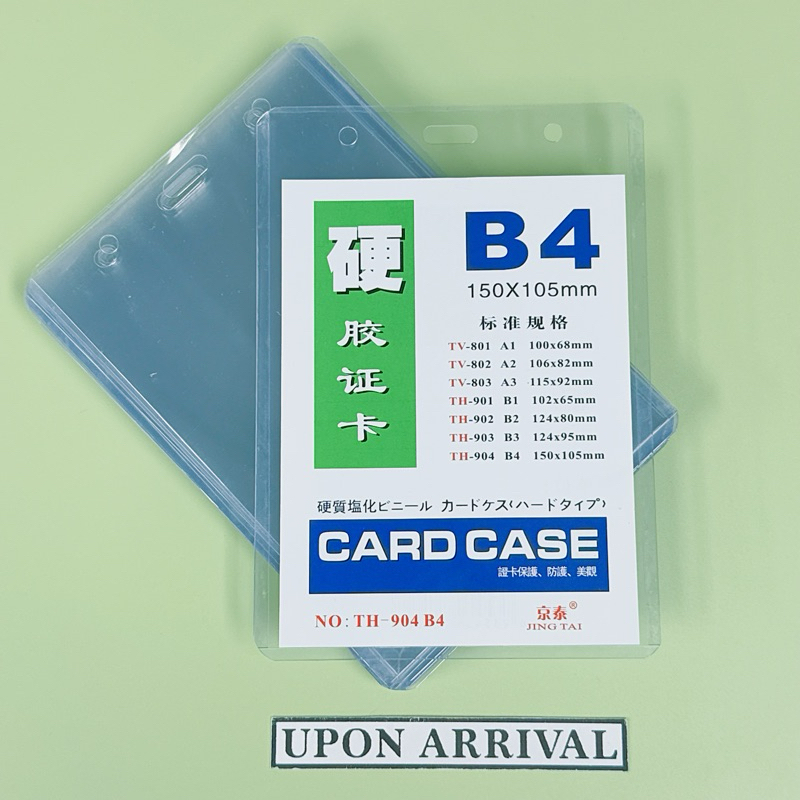 硬
胶
证
卡
B4
150X105mm
标准规格
TV-801 A1 100x68mm
TV-802 A2 106x82mm
TV-803 A3 115x92mm
TH-901 B1 102x65mm
TH-902 B2 124x80mm
TH-903 B3 124x95mm
TH-904 B4 150x105mm
硬質塩化ビニール カードケス(ハードタイプ)
CARD CASE
證卡保護、防護、美觀
NO: TH-904 B4
京泰®
JING TAI
UPON ARRIVAL